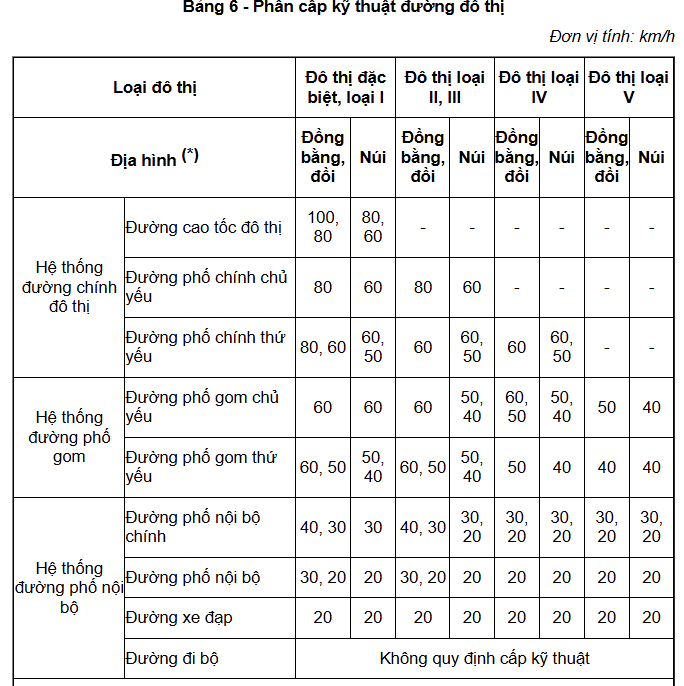 Bảng 6 - Phân cấp kỹ thuật đường đô thị
Đơn vị tính: km/h
Loại đô thị
Đô thị đặc
biệt, loại I
Đô thị loại
II, III
Đô thị loại
IV
Đô thị loại
V
Địa hình (*)
Đồng
bằng,
đồi
Núi
Đồng
bằng,
đồi
Núi
Đồng
bằng,
đồi
Núi
Đồng
bằng,
đồi
Núi
Hệ thống
đường chính
đô thị
Đường cao tốc đô thị
100,
80
80,
60
-
-
-
-
-
-
Đường phố chính chủ
yếu
80
60
80
60
-
-
-
-
Đường phố chính thứ
yếu
80, 60
60,
50
60
60,
50
60
60,
50
-
-
Hệ thống
đường phố
gom
Đường phố gom chủ
yếu
60
60
60
50,
40
60,
50
50,
40
50
40
Đường phố gom thứ
yếu
60, 50
50,
40
60, 50
50,
40
50
40
40
40
Hệ thống
đường phố nội
bộ
Đường phố nội bộ
chính
40, 30
30
40, 30
30,
20
30,
20
30,
20
30,
20
30,
20
Đường phố nội bộ
30, 20
20
30, 20
20
20
20
20
20
Đường xe đạp
20
20
20
20
20
20
20
20
Đường đi bộ
Không quy định cấp kỹ thuật